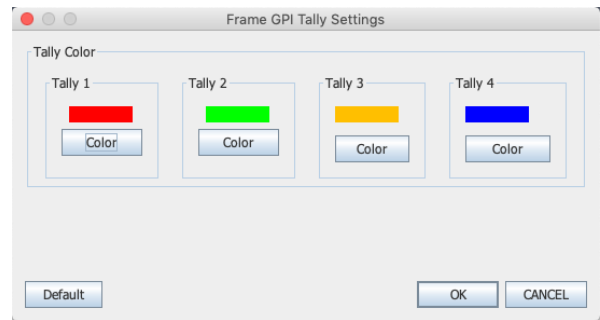 Frame GPI Tally Settings
Tally Color
Tally 1 Tally 2 Tally 3 Tally 4
Color Color Color Color
Default OK CANCEL